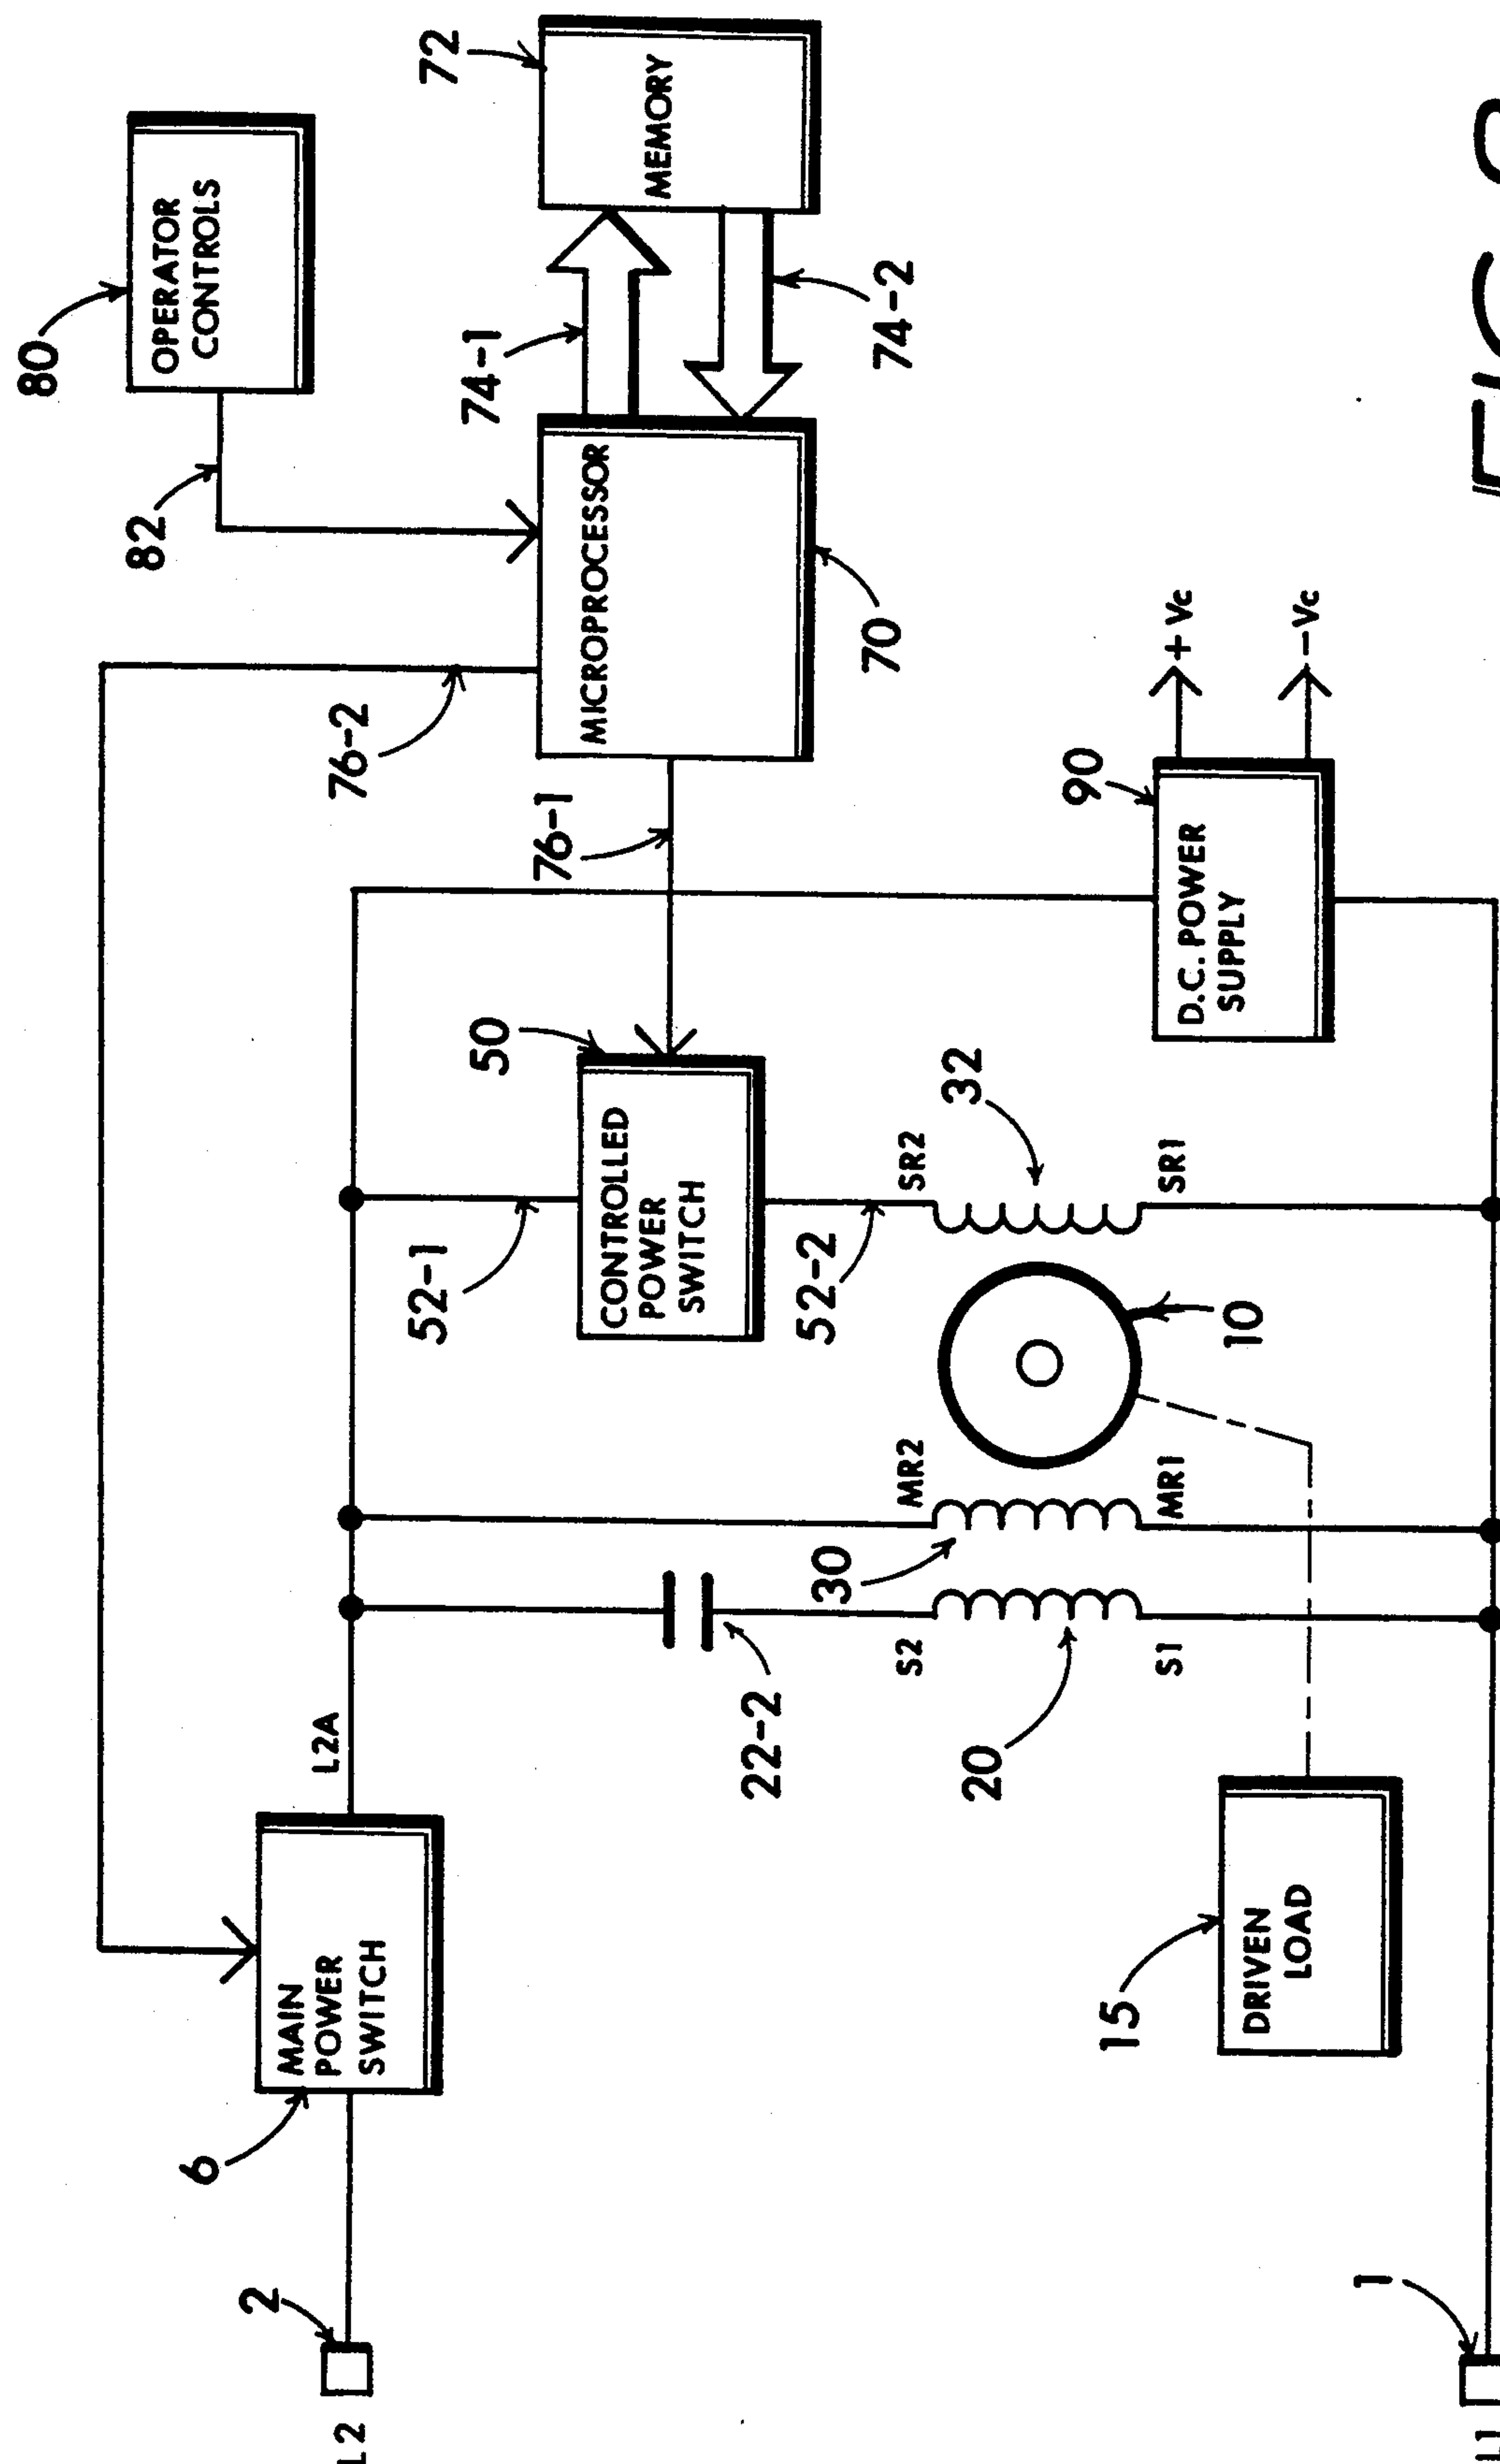 80
OPERATOR
CONTROLS
82
72
MEMORY
74-1
74-2
MICROPROCESSOR
70
76-2
76-1
6
MAIN
POWER
SWITCH
L2A
2
L2
50
CONTROLLED
POWER
SWITCH
52-1
52-2
22-2
S2
20
S1
30
MR2
MR1
10
SR2
32
SR1
90
D.C. POWER
SUPPLY
+Vc
-Vc
15
DRIVEN
LOAD
1
L1